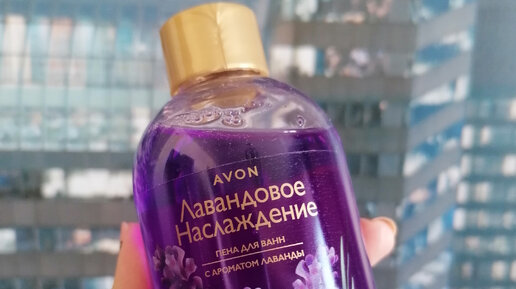 AVON
Лавандовое
Наслаждение
ПЕНА ДЛЯ ВАНН
С АРОМАТОМ ЛАВАНДЫ